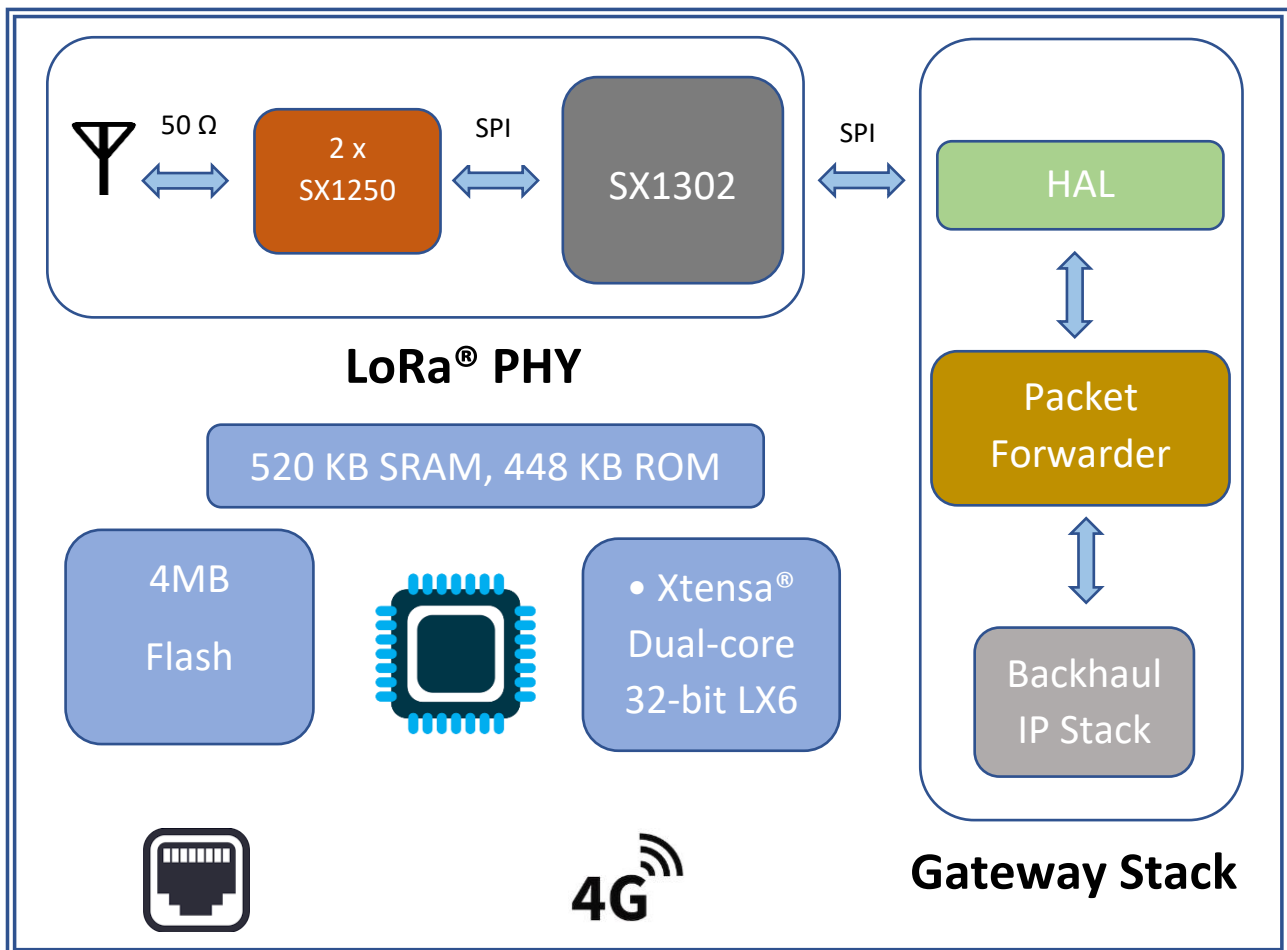 50 Ω
2 x
SX1250
SPI
SX1302
SPI
HAL
LoRa® PHY
Packet
Forwarder
520 KB SRAM, 448 KB ROM
4MB
Flash
• Xtensa®
Dual-core
32-bit LX6
Backhaul
IP Stack
4G
Gateway Stack